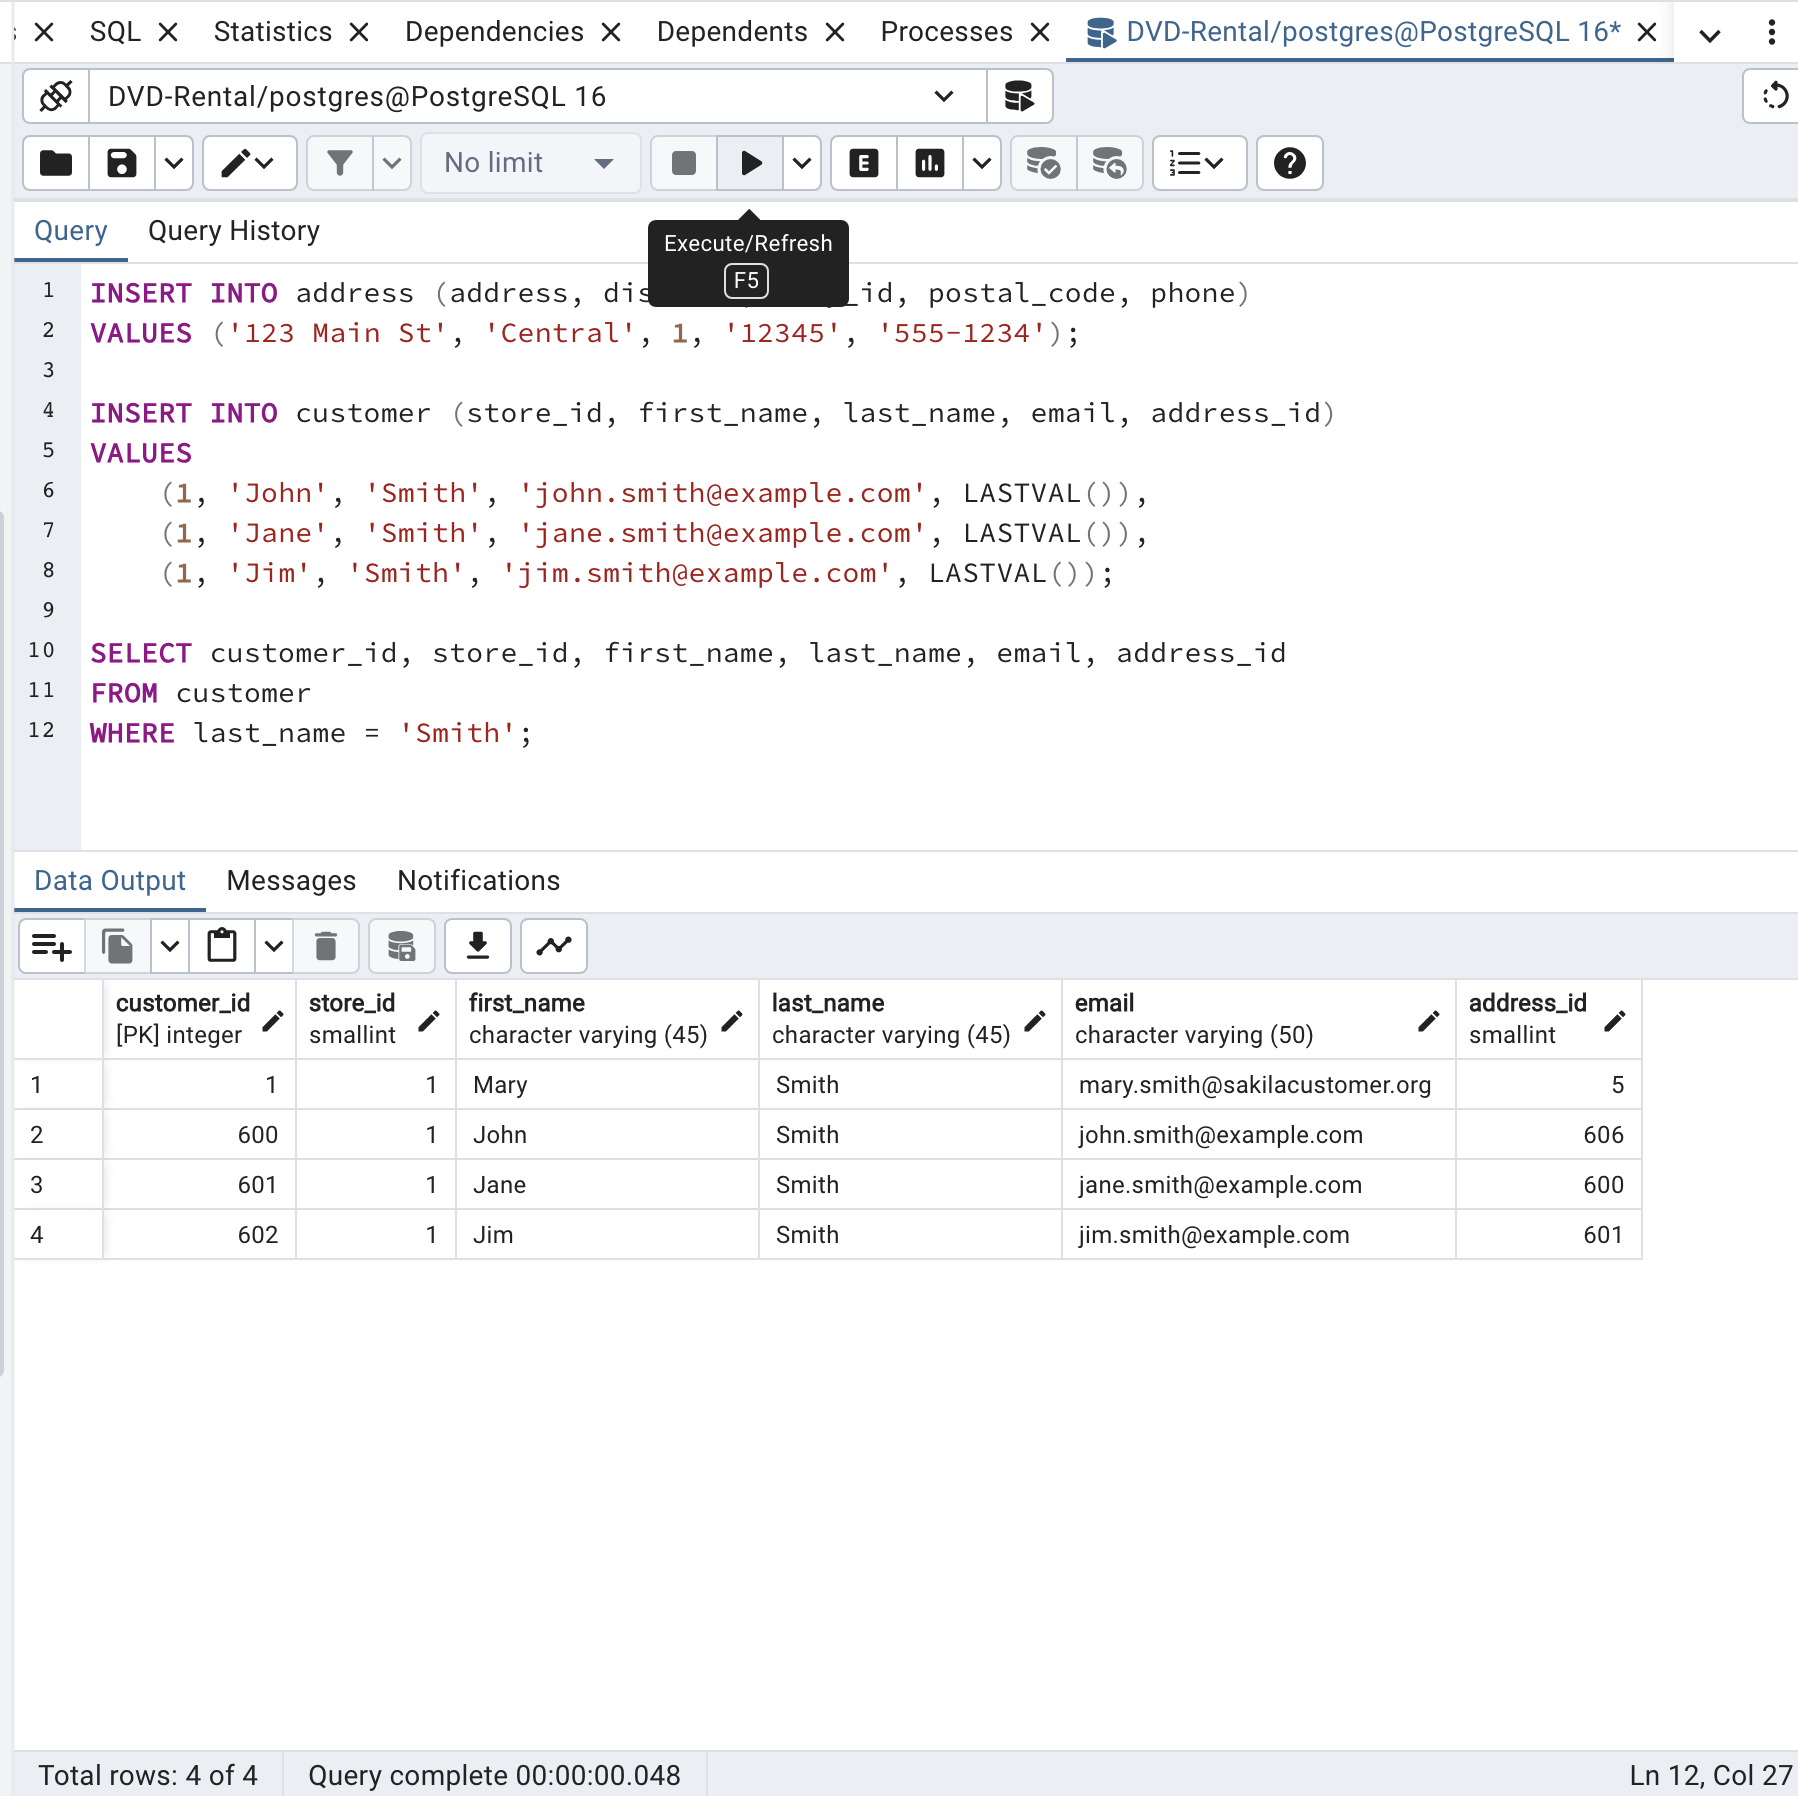 SQL Statistics Dependencies Dependents Processes DVD-Rental/postgres@PostgreSQL 16*
DVD-Rental/postgres@PostgreSQL 16
No limit E
Query Query History
Execute/Refresh
F5
1 INSERT INTO address (address, dis _id, postal_code, phone)
2 VALUES ('123 Main St', 'Central', 1, '12345', '555-1234');
3
4 INSERT INTO customer (store_id, first_name, last_name, email, address_id)
5 VALUES
6 (1, 'John', 'Smith', 'john.smith@example.com', LASTVAL()),
7 (1, 'Jane', 'Smith', 'jane.smith@example.com', LASTVAL()),
8 (1, 'Jim', 'Smith', 'jim.smith@example.com', LASTVAL());
9
10 SELECT customer_id, store_id, first_name, last_name, email, address_id
11 FROM customer
12 WHERE last_name = 'Smith';
Data Output Messages Notifications
customer_id store_id first_name last_name email address_id
[PK] integer smallint character varying (45) character varying (45) character varying (50) smallint
1 1 1 Mary Smith mary.smith@sakilacustomer.org 5
2 600 1 John Smith john.smith@example.com 606
3 601 1 Jane Smith jane.smith@example.com 600
4 602 1 Jim Smith jim.smith@example.com 601
Total rows: 4 of 4 Query complete 00:00:00.048 Ln 12, Col 27